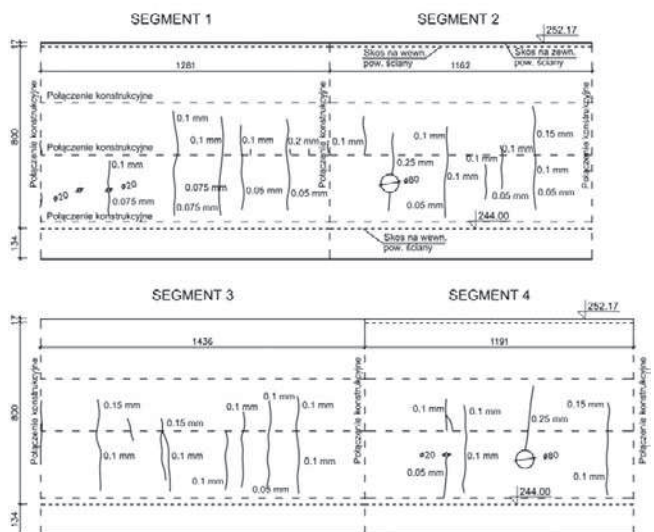 SEGMENT 1
SEGMENT 2
252.17
17
Skos na wewn.
pow. ściany
Skos na zewn.
pow. ściany
1281
1162
Połączenie konstrukcyjne
Połączenie konstrukcyjne
Połączenie konstrukcyjne
Połączenie konstrukcyjne
800
0.1 mm
0.1 mm
0.1 mm
0.2 mm
0.1 mm
0.1 mm
0.15 mm
0.1 mm
0.1 mm
0.25 mm
0.1 mm
0.1 mm
ø20
ø20
ø80
0.075 mm
0.075 mm
0.075 mm
0.05 mm
0.05 mm
0.05 mm
0.05 mm
0.05 mm
Połączenie konstrukcyjne
Połączenie konstrukcyjne
244.00
134
Skos na wewn.
pow. ściany
SEGMENT 3
SEGMENT 4
252.17
17
1436
1191
Połączenie konstrukcyjne
Połączenie konstrukcyjne
Połączenie konstrukcyjne
800
0.15 mm
0.15 mm
0.1 mm
0.1 mm
0.1 mm
0.1 mm
0.1 mm
0.25 mm
0.15 mm
0.1 mm
0.1 mm
0.1 mm
0.1 mm
0.05 mm
ø20
0.1 mm
ø80
0.05 mm
0.1 mm
244.00
134